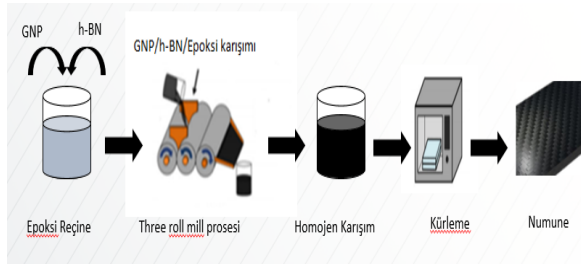 GNP
h-BN
GNP/h-BN/Epoksi karışımı
Epoksi Reçine
Three roll mill prosesi
Homojen Karışım
Kürleme
Numune